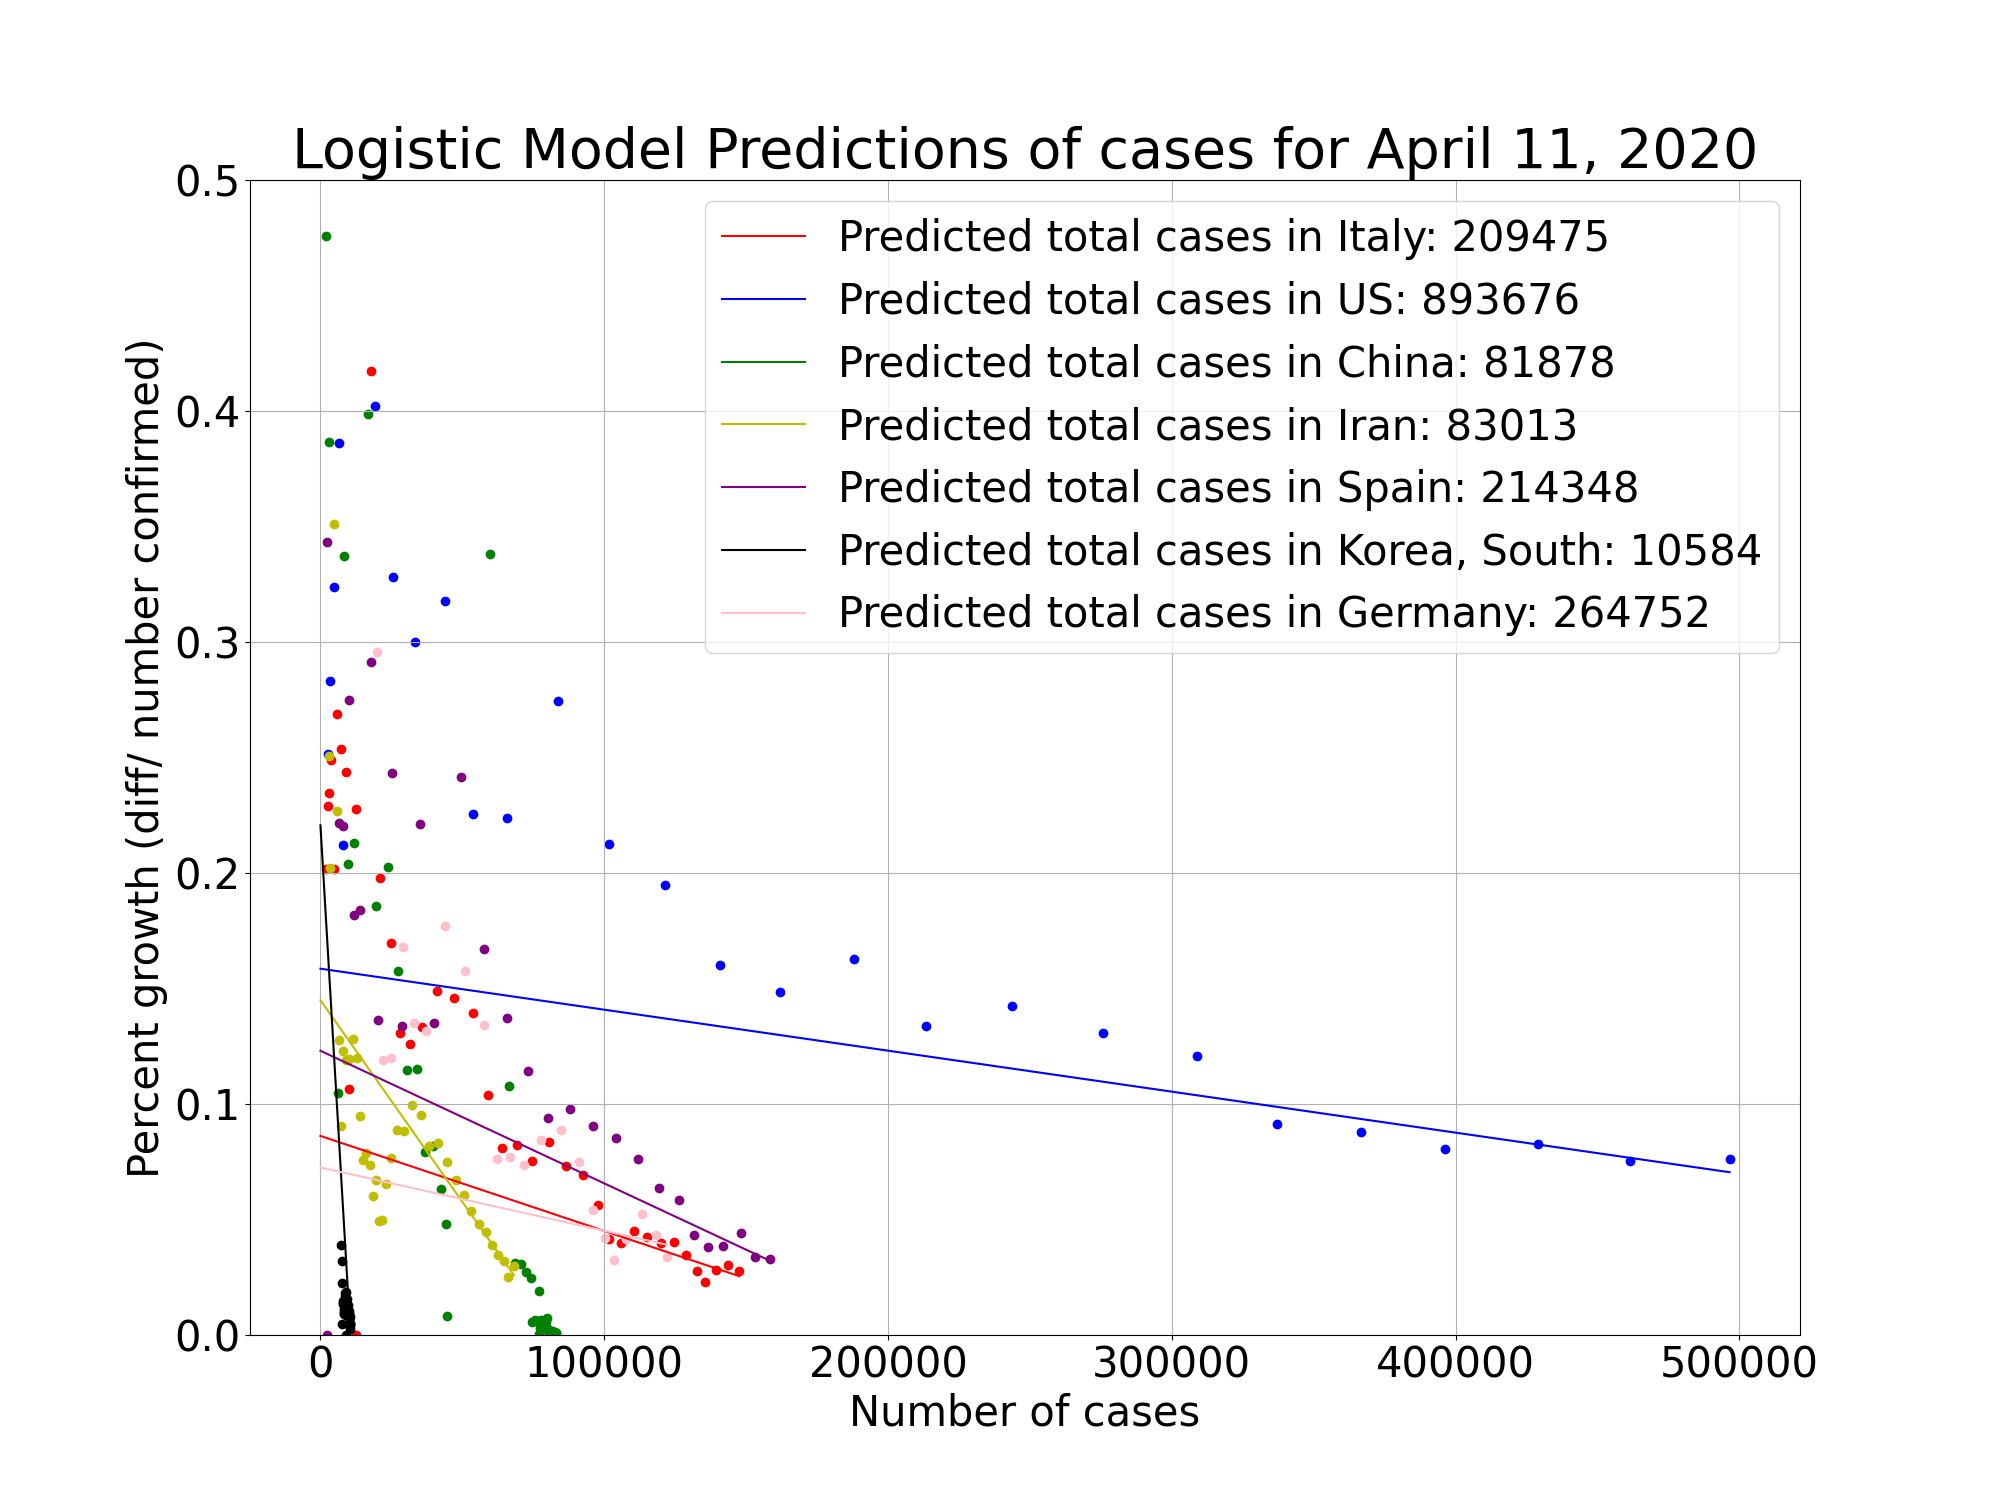 Logistic Model Predictions of cases for April 11, 2020
0.5
0.4
0.3
0.2
0.1
0.0
Percent growth (diff/ number confirmed)
Predicted total cases in Italy: 209475
Predicted total cases in US: 893676
Predicted total cases in China: 81878
Predicted total cases in Iran: 83013
Predicted total cases in Spain: 214348
Predicted total cases in Korea, South: 10584
Predicted total cases in Germany: 264752
0 100000 200000 300000 400000 500000
Number of cases